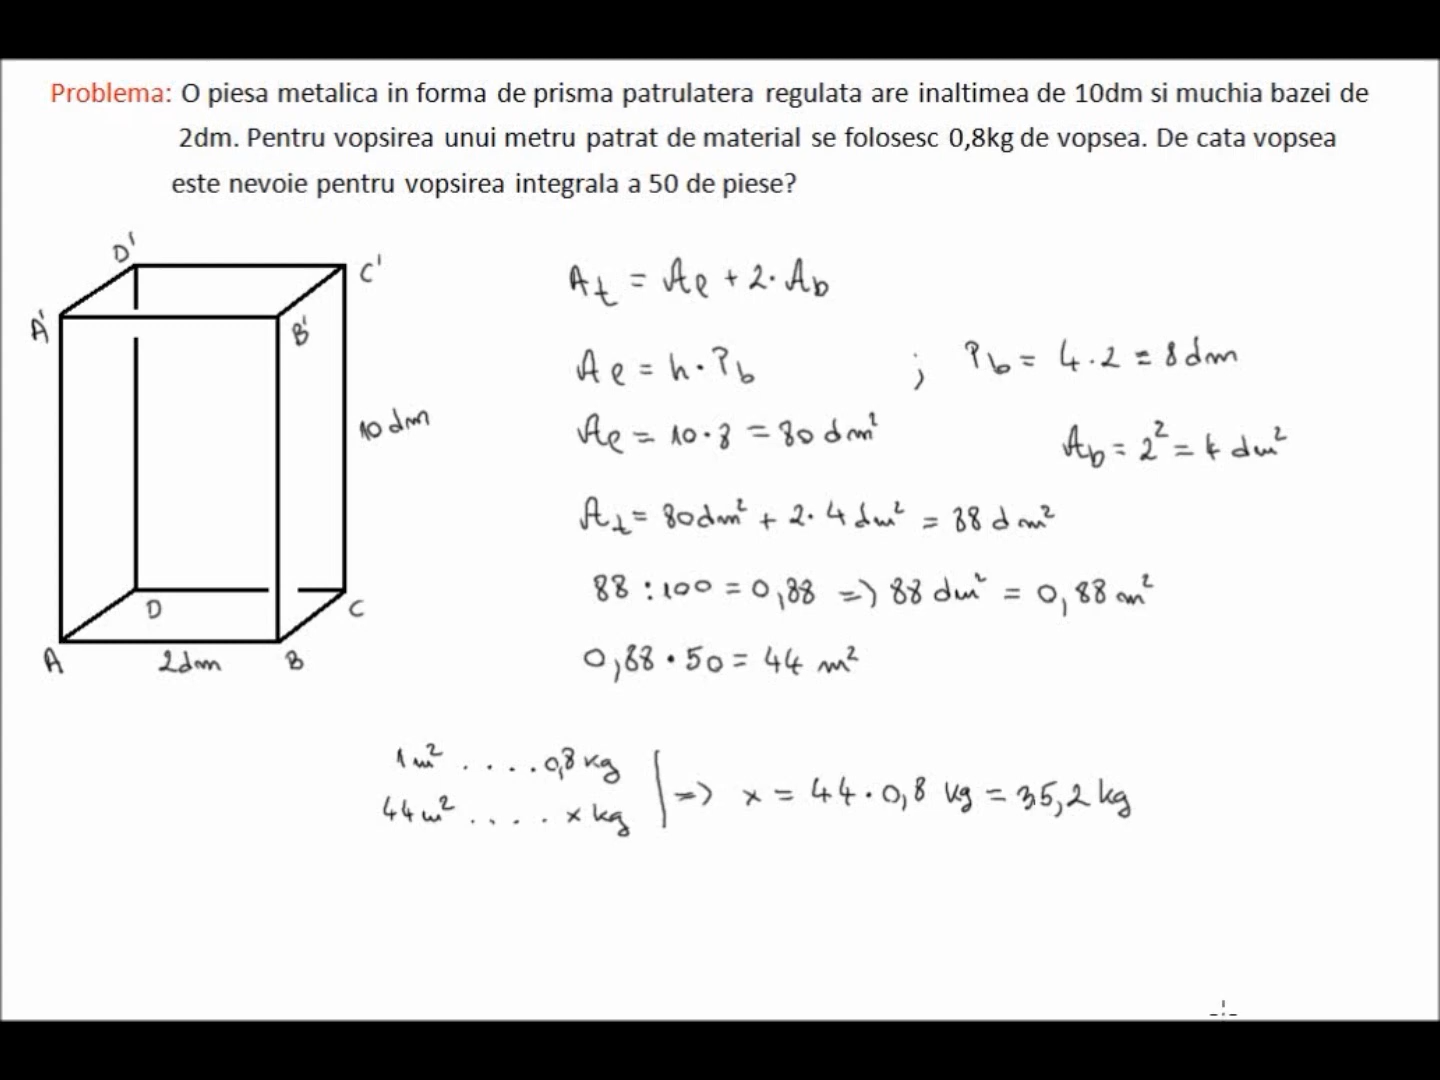 Problema: O piesa metalica in forma de prisma patrulatera regulata are inaltimea de 10dm si muchia bazei de
2dm. Pentru vopsirea unui metru patrat de material se folosesc 0,8kg de vopsea. De cata vopsea
este nevoie pentru vopsirea integrala a 50 de piese?
D'
C'
A'
B'
10 dm
D
C
A
2dm
B
At = Al + 2·Ab
Al = h·Pb ; Pb = 4·2 = 8dm
Al = 10·8 = 80 dm²
Ab = 2² = 4 dm²
At = 80dm² + 2·4dm² = 88dm²
88 : 100 = 0,88 => 88 dm² = 0,88 m²
0,88 · 50 = 44 m²
1m² .... 0,8 kg
44m² .... x kg
=> x = 44·0,8 kg = 35,2 kg